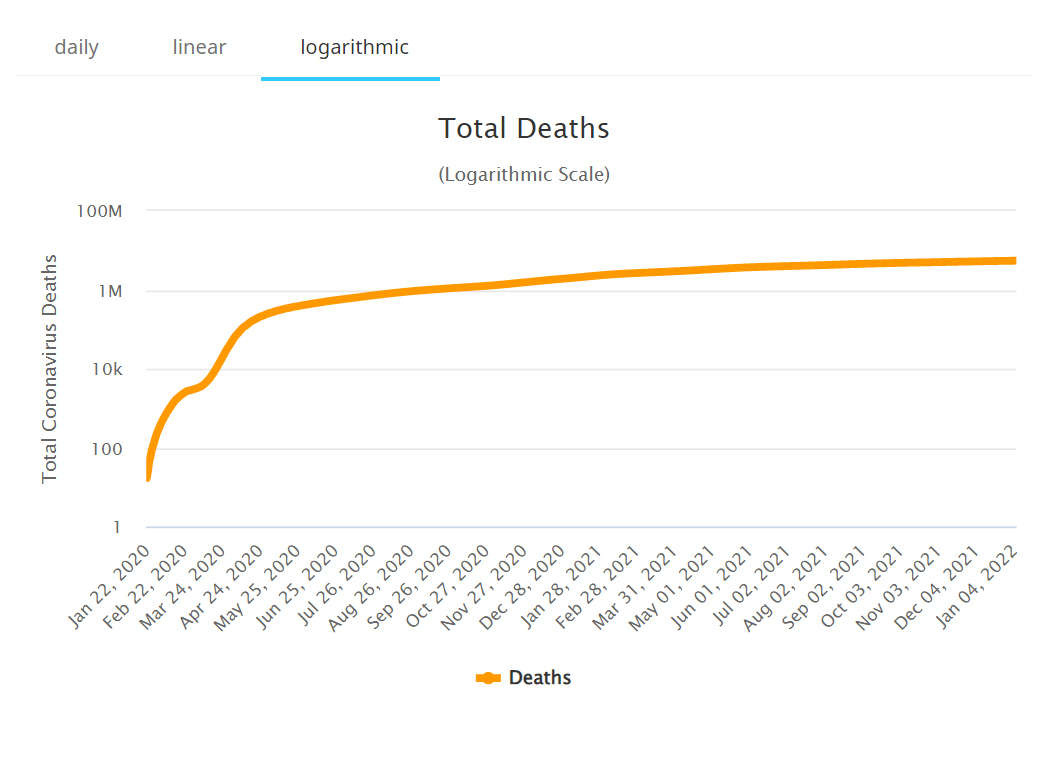 daily linear logarithmic
Total Deaths
(Logarithmic Scale)
Total Coronavirus Deaths
100M
1M
10k
100
1
Jan 22, 2020
Feb 22, 2020
Mar 24, 2020
Apr 24, 2020
May 25, 2020
Jun 25, 2020
Jul 26, 2020
Aug 26, 2020
Sep 26, 2020
Oct 27, 2020
Nov 27, 2020
Dec 28, 2020
Jan 28, 2021
Feb 28, 2021
Mar 31, 2021
May 01, 2021
Jun 01, 2021
Jul 02, 2021
Aug 02, 2021
Sep 02, 2021
Oct 03, 2021
Nov 03, 2021
Dec 04, 2021
Jan 04, 2022
Deaths